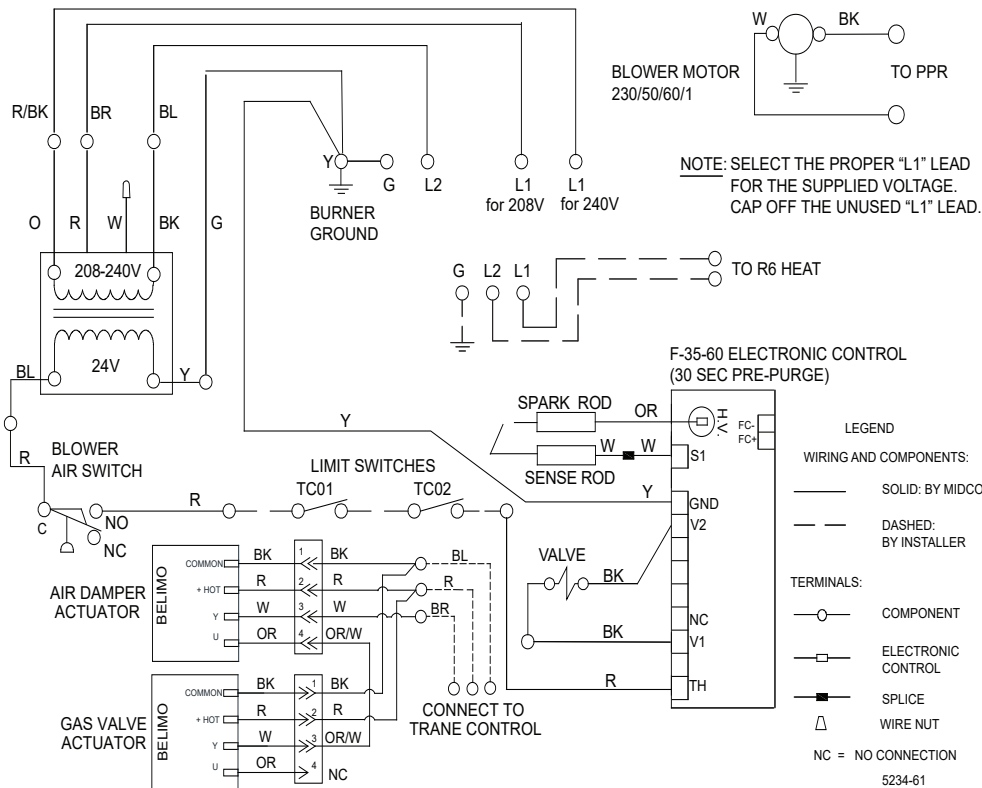 R/BK
BR
BL
O
R
W
BK
G
208-240V
24V
BL
Y
R
Y
G
L2
L1
for 208V
L1
for 240V
BURNER
GROUND
W
BK
BLOWER MOTOR
230/50/60/1
TO PPR
NOTE: SELECT THE PROPER “L1” LEAD
FOR THE SUPPLIED VOLTAGE.
CAP OFF THE UNUSED “L1” LEAD.
G
L2
L1
TO R6 HEAT
F-35-60 ELECTRONIC CONTROL
(30 SEC PRE-PURGE)
SPARK ROD
OR
H.V.
FC-
FC+
SENSE ROD
W
W
S1
Y
Y
GND
V2
VALVE
BK
NC
BK
V1
R
TH
BLOWER
AIR SWITCH
C
NO
NC
R
LIMIT SWITCHES
TC01
TC02
AIR DAMPER
ACTUATOR
BELIMO
COMMON
BK
1
BK
BL
+ HOT
R
2
R
R
Y
W
3
W
BR
U
OR
4
OR/W
GAS VALVE
ACTUATOR
BELIMO
COMMON
BK
1
BK
+ HOT
R
2
R
Y
W
3
OR/W
U
OR
4
NC
CONNECT TO
TRANE CONTROL
LEGEND
WIRING AND COMPONENTS:
SOLID: BY MIDCO
DASHED:
BY INSTALLER
TERMINALS:
COMPONENT
ELECTRONIC
CONTROL
SPLICE
WIRE NUT
NC = NO CONNECTION
5234-61